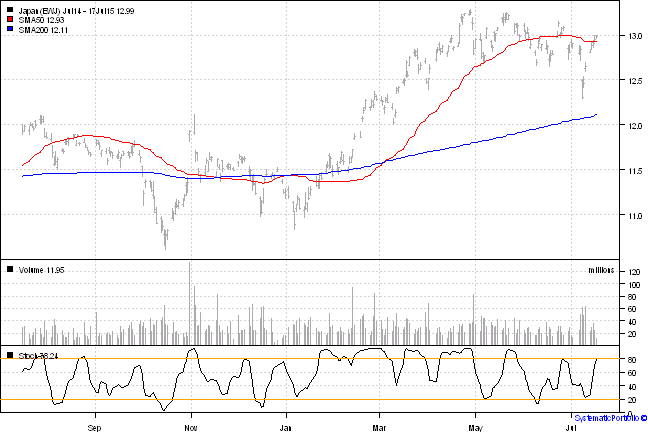 Japan (EWJ) Jul14 - 17Jul15 12.99
SMA50 12.93
SMA200 12.11
13.0
12.5
12.0
11.5
11.0
Volume 11.95
millions
120
100
80
60
40
20
Stock 78.24
80
60
40
20
0
Sep
Nov
Jan
Mar
May
Jul
SystematicPortfolio ©